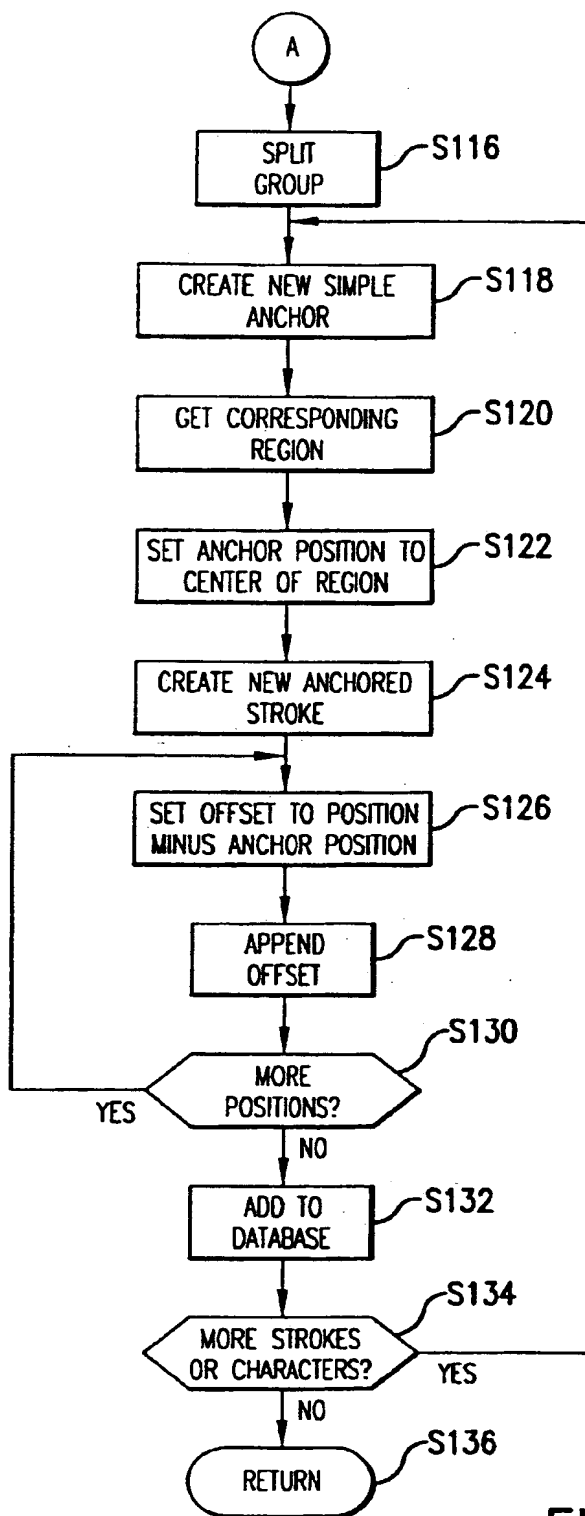 A
SPLIT
GROUP
S116
CREATE NEW SIMPLE
ANCHOR
S118
GET CORRESPONDING
REGION
S120
SET ANCHOR POSITION TO
CENTER OF REGION
S122
CREATE NEW ANCHORED
STROKE
S124
SET OFFSET TO POSITION
MINUS ANCHOR POSITION
S126
APPEND
OFFSET
S128
MORE
POSITIONS?
S130
YES
NO
ADD TO
DATABASE
S132
MORE STROKES
OR CHARACTERS?
S134
YES
NO
RETURN
S136